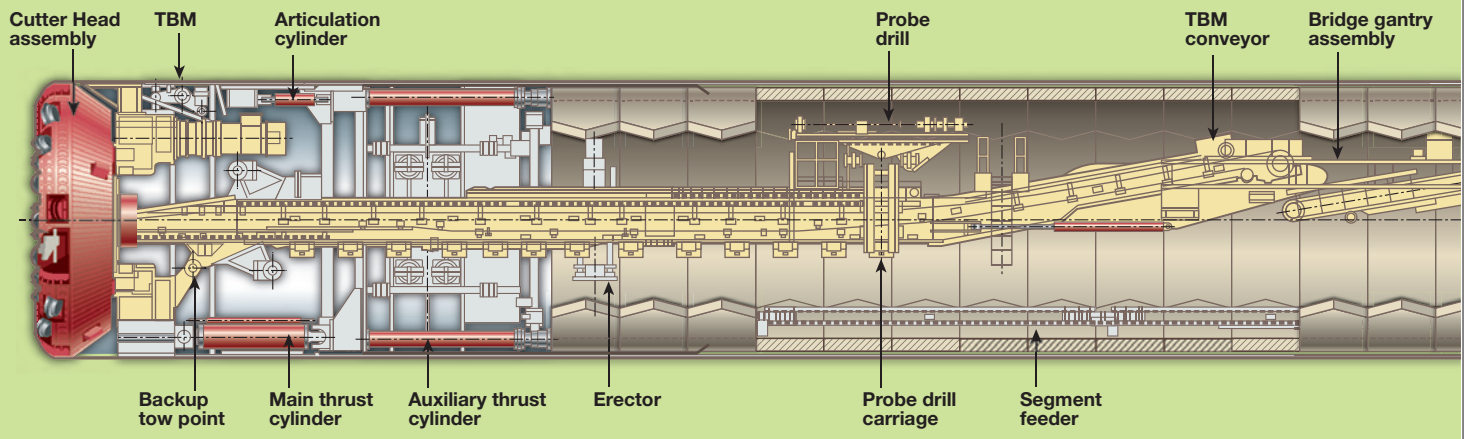 Cutter Head
assembly
TBM
Articulation
cylinder
Probe
drill
TBM
conveyor
Bridge gantry
assembly
Backup
tow point
Main thrust
cylinder
Auxiliary thrust
cylinder
Erector
Probe drill
carriage
Segment
feeder